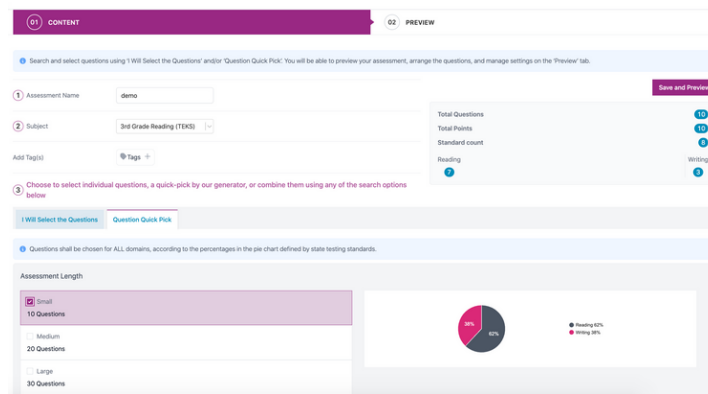 01 CONTENT
02 PREVIEW
Search and select questions using 'I Will Select the Questions' and/or 'Question Quick Pick'. You will be able to preview your assessment, arrange the questions, and manage settings on the 'Preview' tab.
Save and Preview
1 Assessment Name demo
2 Subject 3rd Grade Reading (TEKS)
Add Tag(s) Tags +
Total Questions 10
Total Points 10
Standard count 8
Reading Writing
7 3
3 Choose to select individual questions, a quick-pick by our generator, or combine them using any of the search options
below
I Will Select the Questions Question Quick Pick
Questions shall be chosen for ALL domains, according to the percentages in the pie chart defined by state testing standards.
Assessment Length
Small
10 Questions
Medium
20 Questions
Large
30 Questions
38%
62%
Reading 62%
Writing 38%